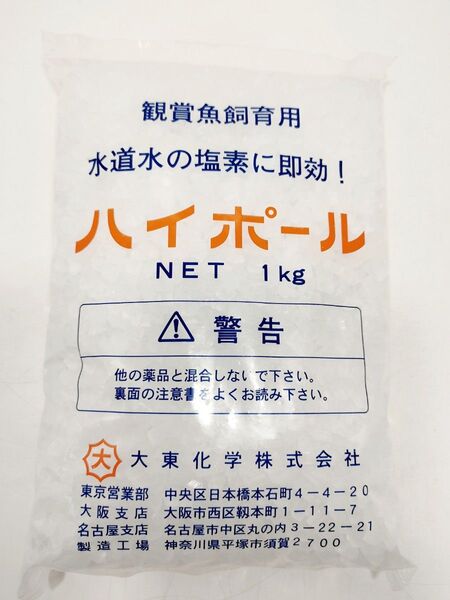 観賞魚飼育用
水道水の塩素に即効！
ハイポール
NET 1kg
⚠ 警告
他の薬品と混合しないで下さい。
裏面の注意書をよくお読み下さい。
大 大東化学株式会社
東京営業部 中央区日本橋本石町4-4-20
大阪支店 大阪市西区靱本町1-11-7
名古屋支店 名古屋市中区丸の内3-22-21
製造工場 神奈川県平塚市須賀2700